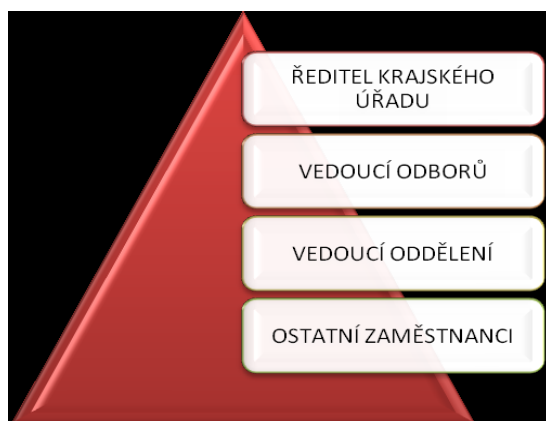 ŘEDITEL KRAJSKÉHO
ÚŘADU
VEDOUCÍ ODBORŮ
VEDOUCÍ ODDĚLENÍ
OSTATNÍ ZAMĚSTNANCI